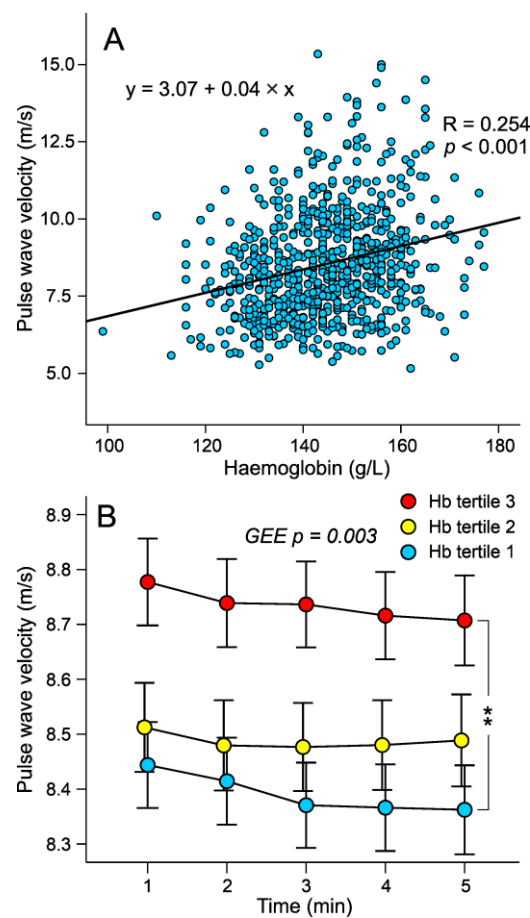 A
y = 3.07 + 0.04 × x
R = 0.254
p < 0.001
Pulse wave velocity (m/s)
15.0
12.5
10.0
7.5
5.0
100
120
140
160
180
Haemoglobin (g/L)
B
Hb tertile 3
Hb tertile 2
Hb tertile 1
GEE p = 0.003
**
Pulse wave velocity (m/s)
8.9
8.8
8.7
8.6
8.5
8.4
8.3
1
2
3
4
5
Time (min)